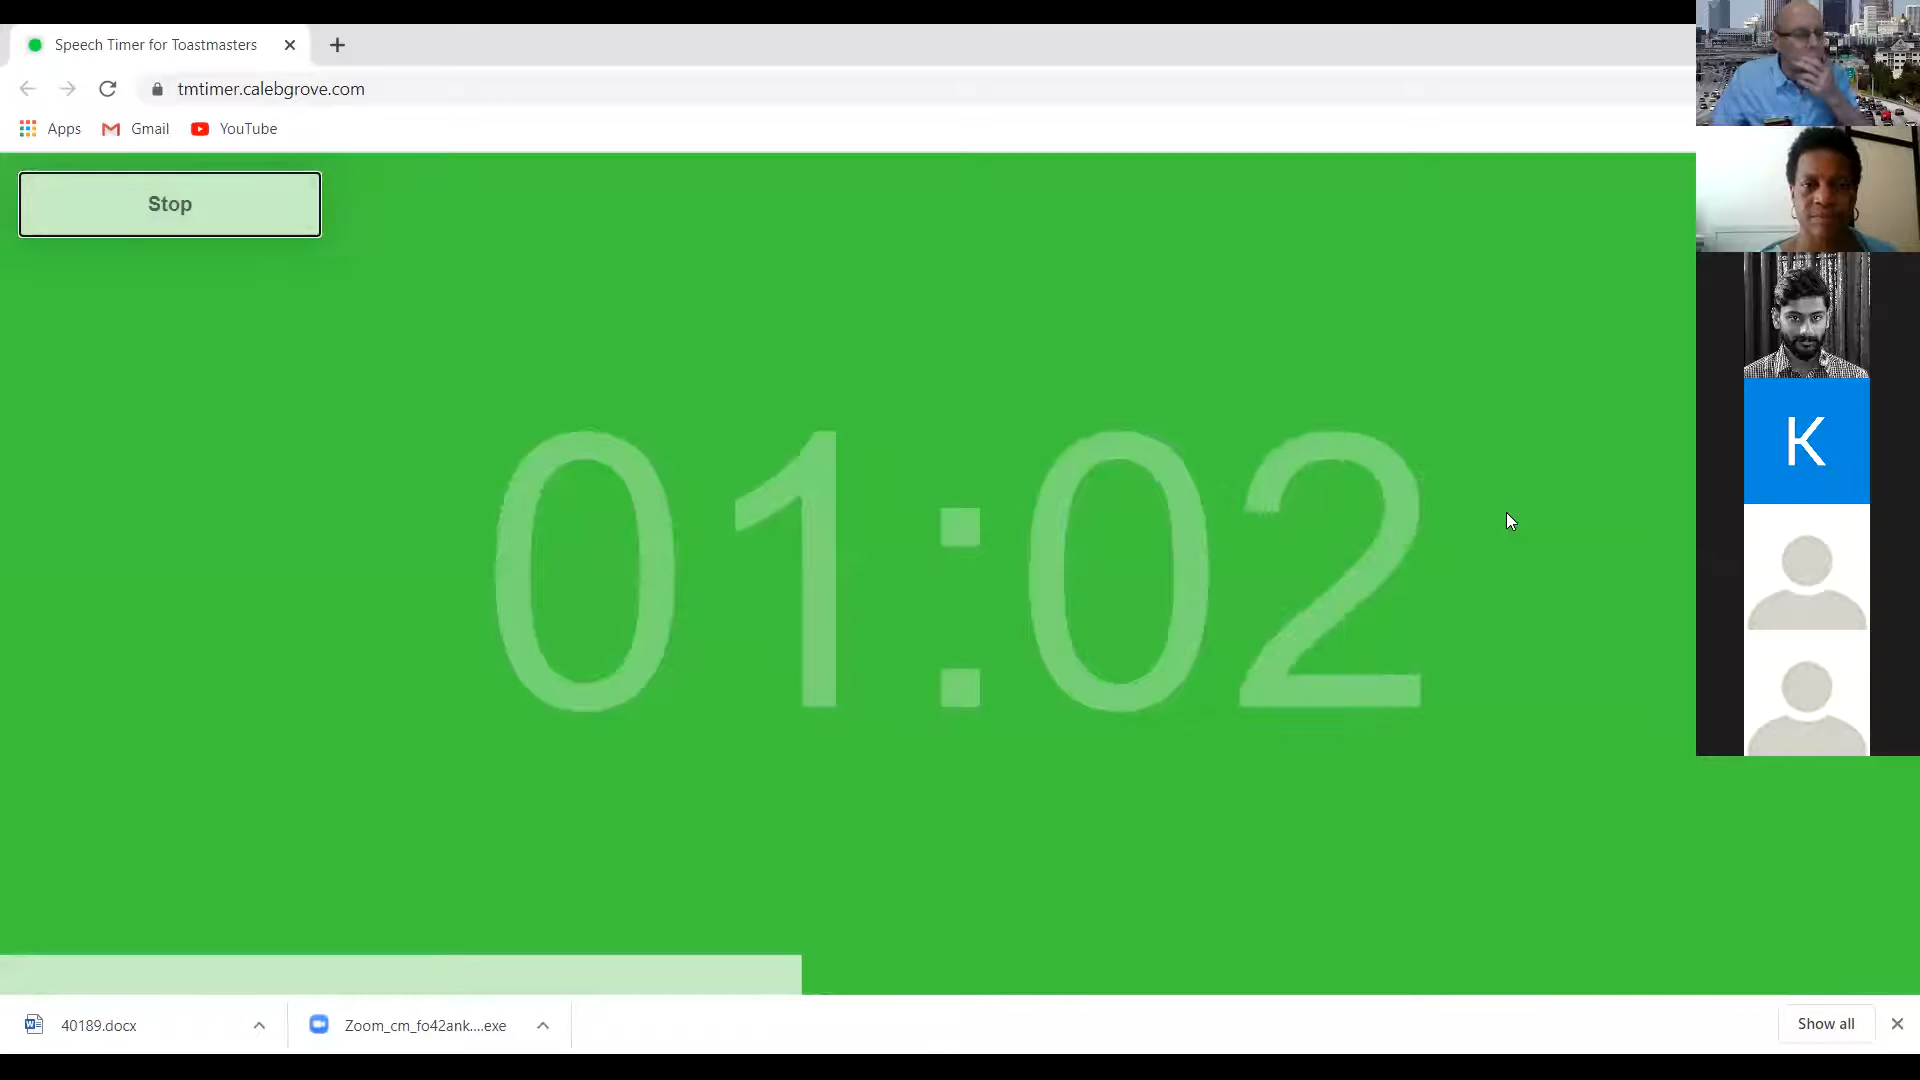 Speech Timer for Toastmasters
tmtimer.calebgrove.com
Apps Gmail YouTube
Stop
01:02
K
40189.docx Zoom_cm_fo42ank....exe Show all